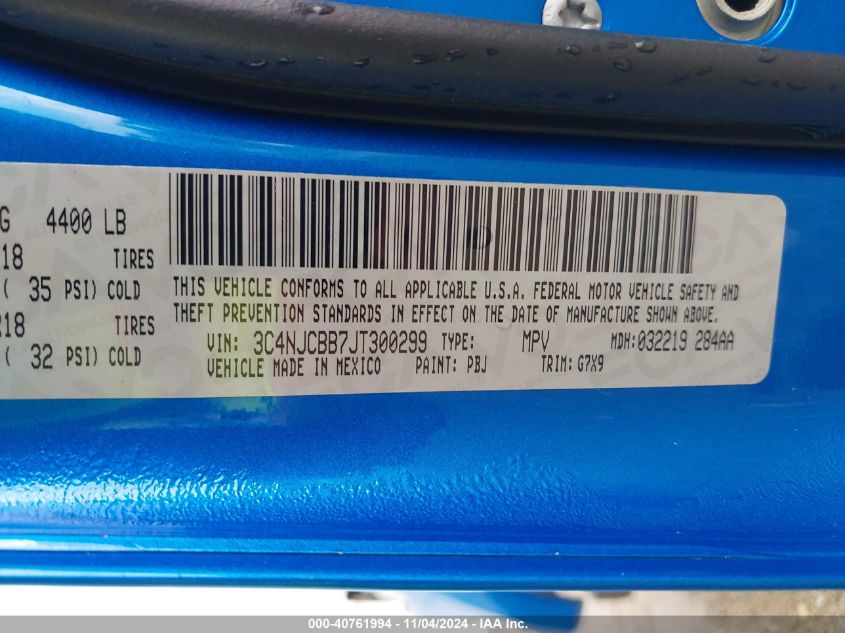 G 4400 LB
18 TIRES
( 35 PSI) COLD
218 TIRES
( 32 PSI) COLD
THIS VEHICLE CONFORMS TO ALL APPLICABLE U.S.A. FEDERAL MOTOR VEHICLE SAFETY AND
THEFT PREVENTION STANDARDS IN EFFECT ON THE DATE OF MANUFACTURE SHOWN ABOVE.
VIN: 3C4NJCBB7JT300299 TYPE: MPV MDH:032219 284AA
VEHICLE MADE IN MEXICO PAINT: PBJ TRIM: G7X9
000-40761994 - 11/04/2024 - IAA Inc.